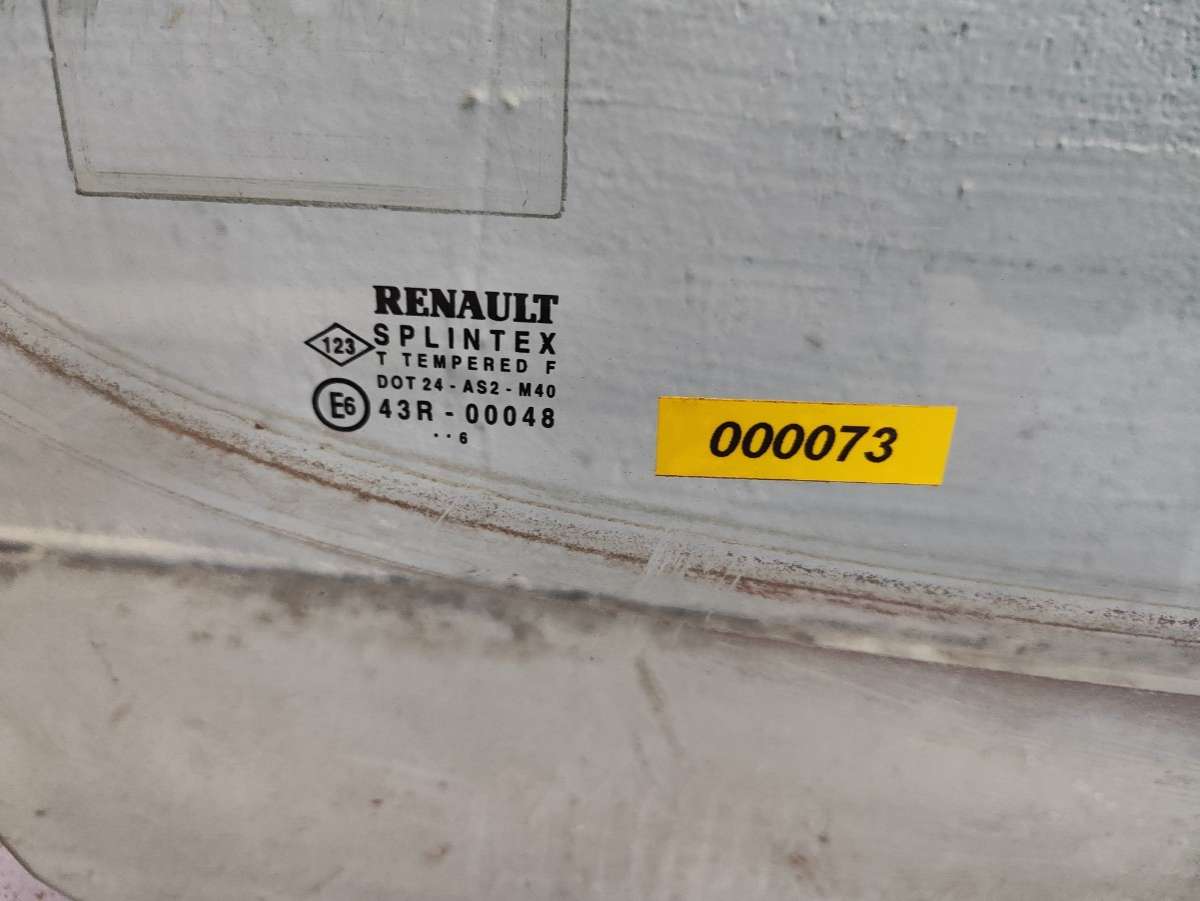 RENAULT
123
SPLINTEX
T TEMPERED F
DOT 24 - AS2 - M40
E6
43R - 00048
. . 6
000073